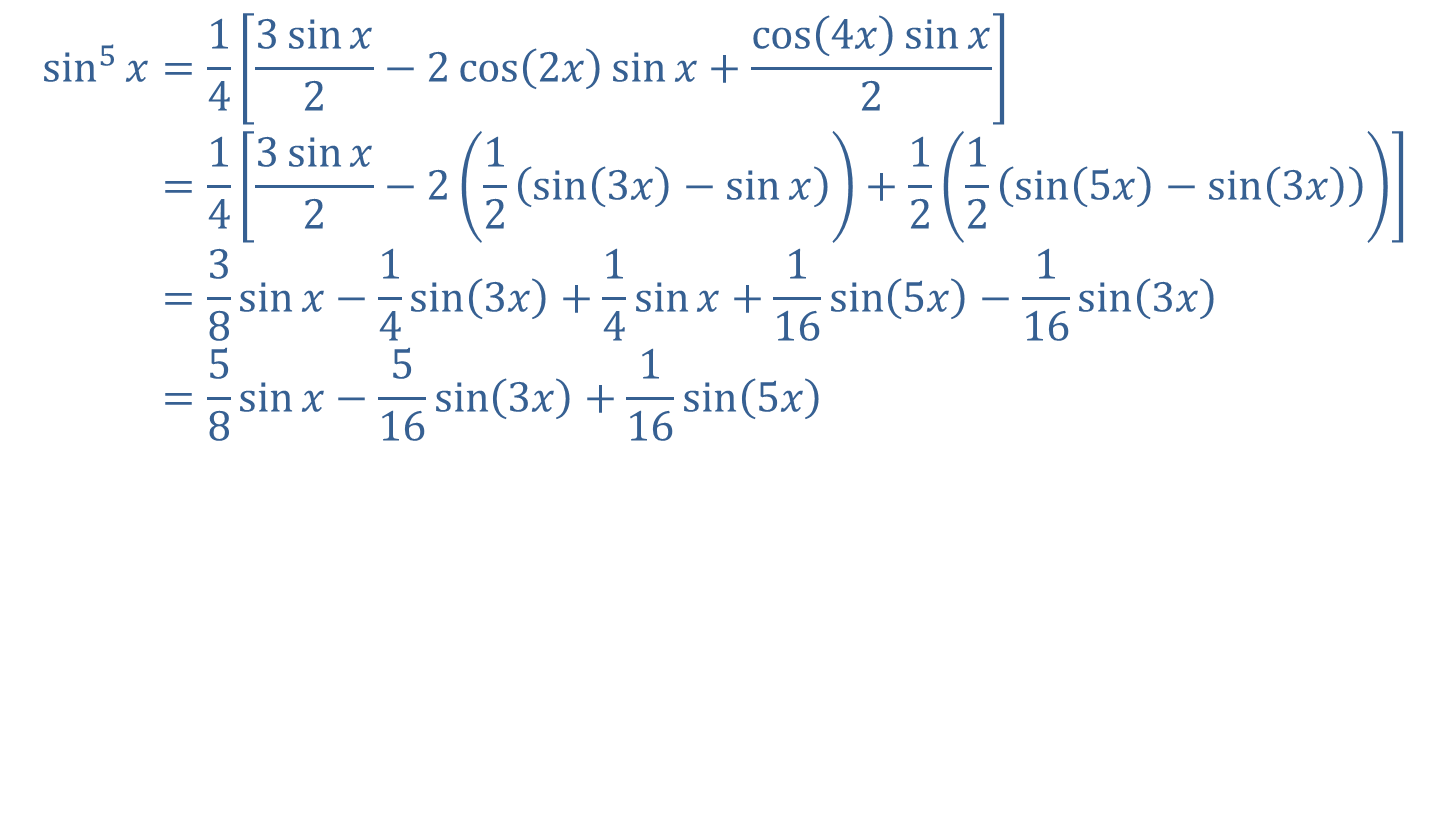 sin⁵ x = 1/4 [3 sin x / 2 − 2 cos(2x) sin x + cos(4x) sin x / 2]
= 1/4 [3 sin x / 2 − 2 (1/2 (sin(3x) − sin x)) + 1/2 (1/2 (sin(5x) − sin(3x)))]
= 3/8 sin x − 1/4 sin(3x) + 1/4 sin x + 1/16 sin(5x) − 1/16 sin(3x)
= 5/8 sin x − 5/16 sin(3x) + 1/16 sin(5x)